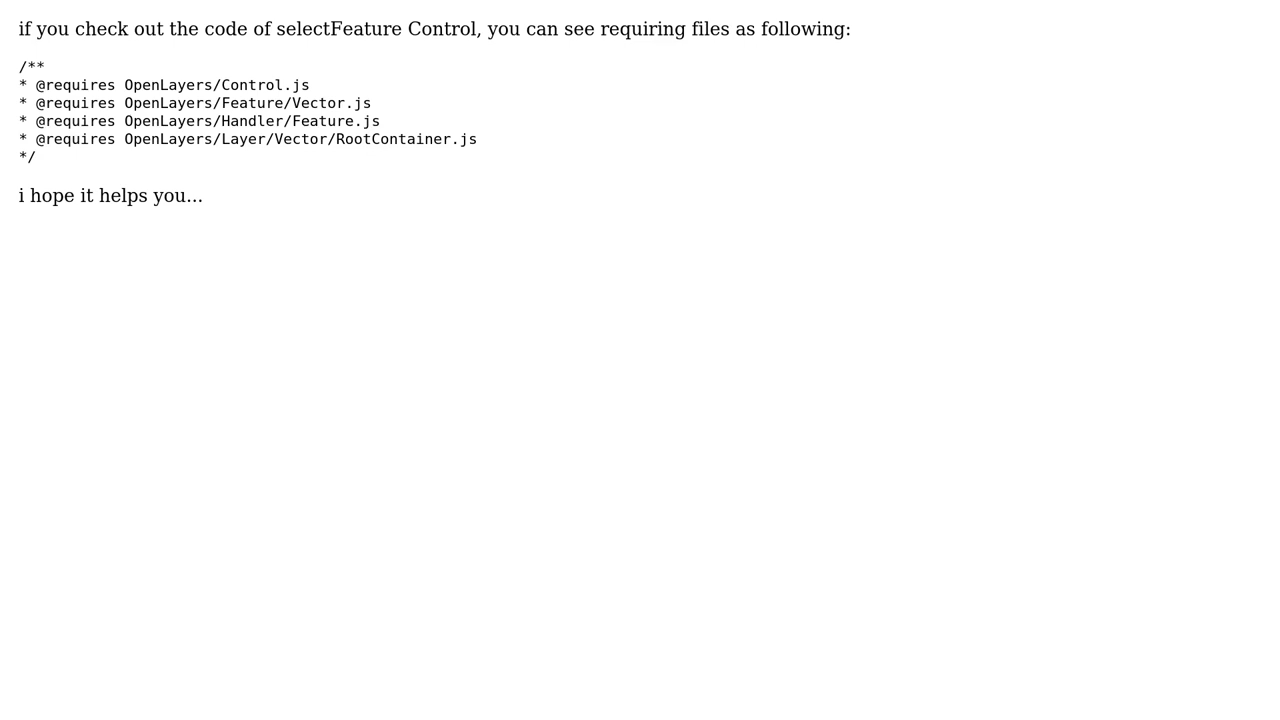 if you check out the code of selectFeature Control, you can see requiring files as following:
/**
* @requires OpenLayers/Control.js
* @requires OpenLayers/Feature/Vector.js
* @requires OpenLayers/Handler/Feature.js
* @requires OpenLayers/Layer/Vector/RootContainer.js
*/
i hope it helps you...